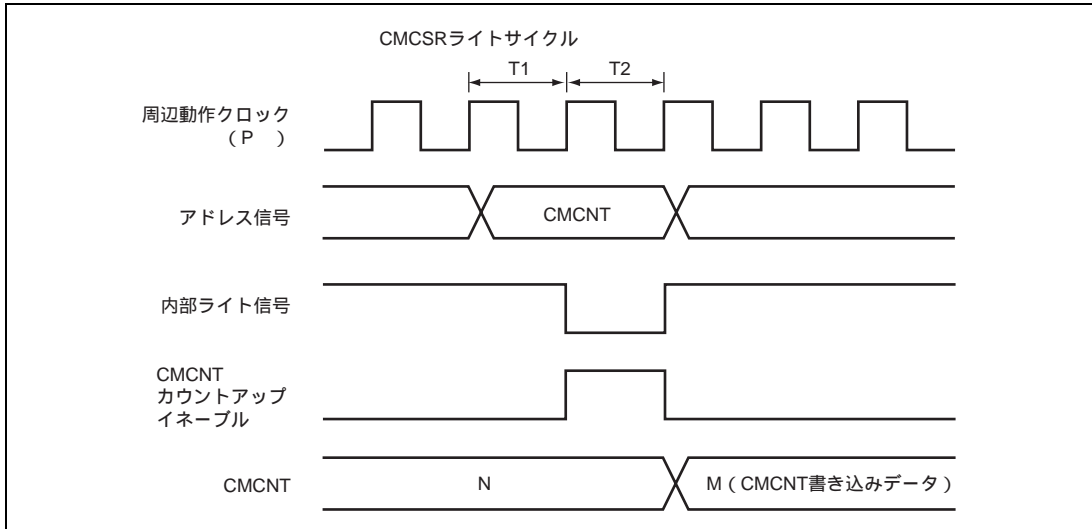 CMCSRライトサイクル
T1 T2
周辺動作クロック
（P　）
アドレス信号
CMCNT
内部ライト信号
CMCNT
カウントアップ
イネーブル
CMCNT
N
M（CMCNT書き込みデータ）